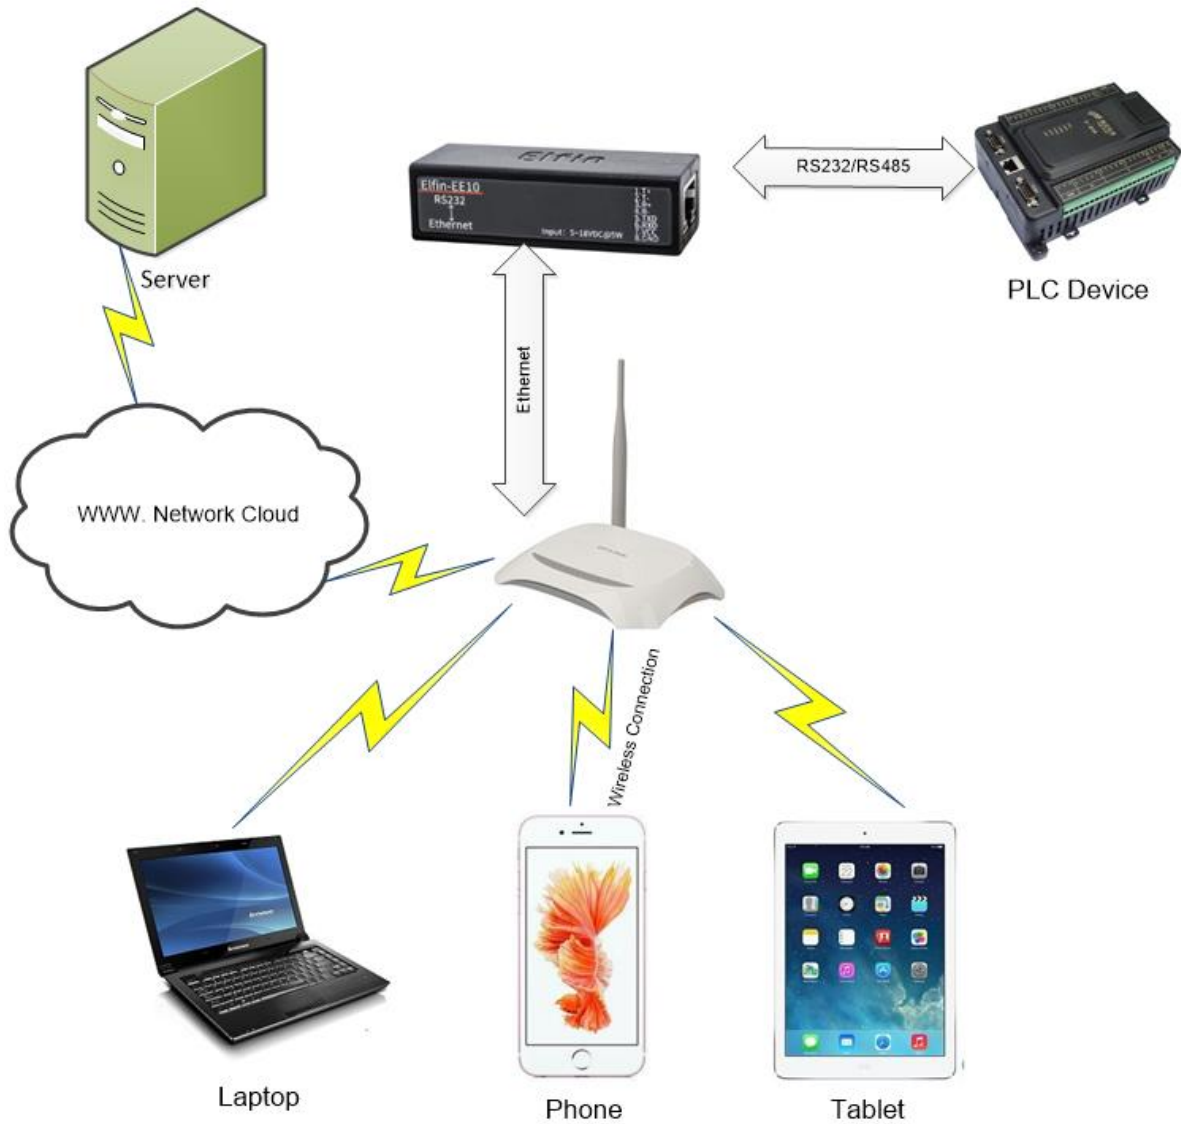 Elfin
Elfin-EE10
RS232
Ethernet
Input: 5~18VDC@5W
RS232/RS485
PLC Device
Server
Ethernet
WWW. Network Cloud
Wireless Connection
Laptop
Phone
Tablet